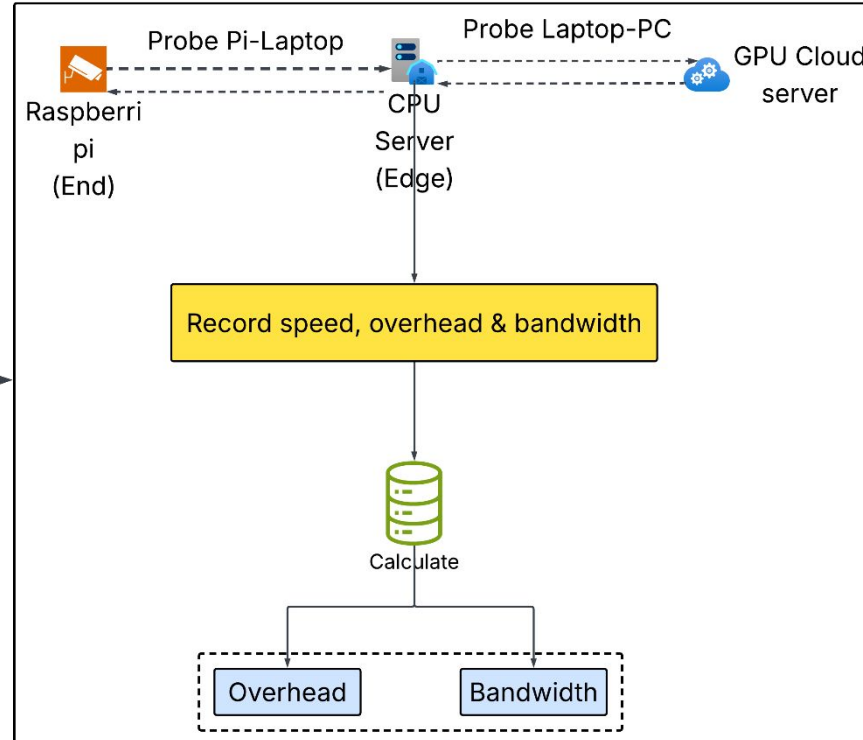 Probe Pi-Laptop
Probe Laptop-PC
GPU Cloud
server
Raspberri
pi
(End)
CPU
Server
(Edge)
Record speed, overhead & bandwidth
Calculate
Overhead
Bandwidth